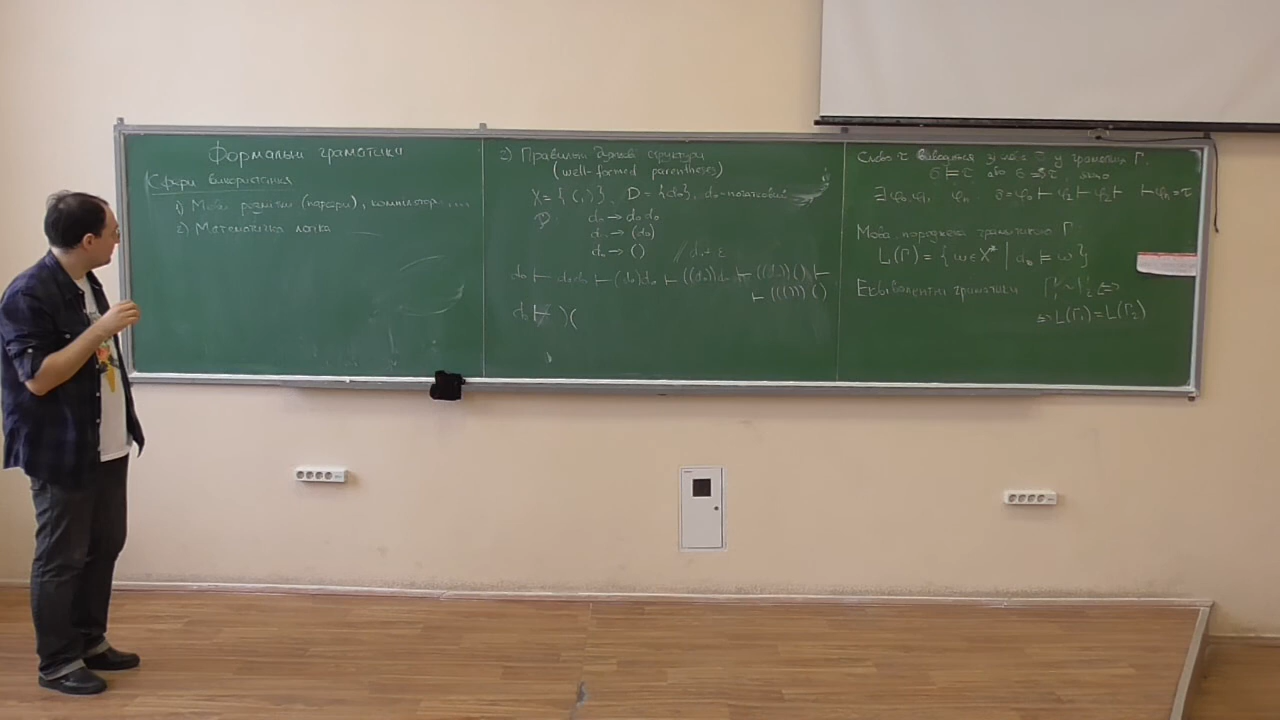 Формальні граматики
Сфери використання
1) Мови розмітки (парсери), компілятори....
2) Математична логіка
2) Правильні дужкові структури
(well-formed parentheses)
X = { (, ) }, D = {d₀}, d₀ - початковий
P:
d₀ → d₀d₀
d₀ → (d₀)
d₀ → () // d₀ → ε
d₀ ⊢ d₀d₀ ⊢ (d₀)d₀ ⊢ ((d₀))d₀ ⊢ ((d₀))() ⊢
⊢ ((()))()
d₀ ⊬ )(
Слово τ виводиться зі слова σ у граматиці Γ.
σ ⊨ τ або σ ⇒ τ, якщо
∃ φ₀, φ₁, φₙ : σ = φ₀ ⊢ φ₁ ⊢ φ₂ ⊢ ⊢ φₙ = τ
Мова, породжена граматикою Γ:
L(Γ) = { w ∈ X* | d₀ ⊨ w }
Еквівалентні граматики Γ₁ ~ Γ₂ ⇔
⇔ L(Γ₁) = L(Γ₂)